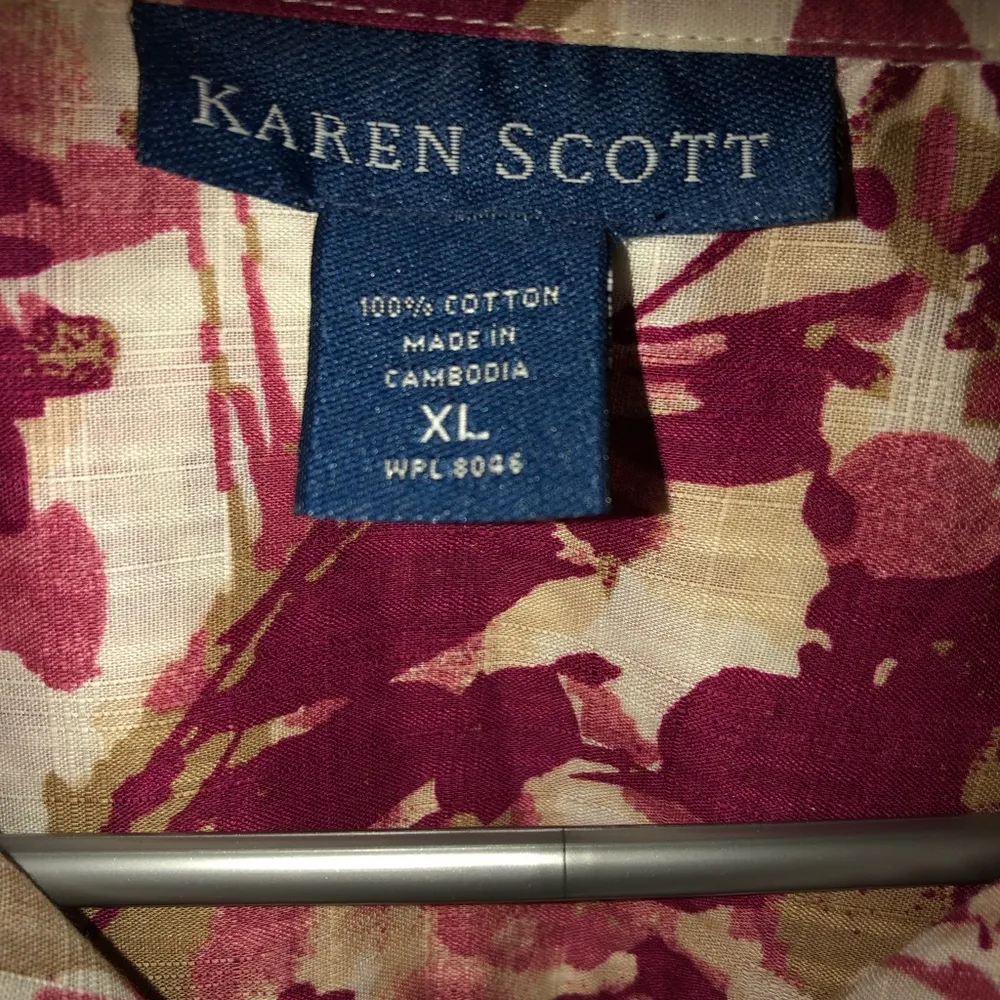 KAREN SCOTT
100% COTTON
MADE IN
CAMBODIA
XL
WPL 8046